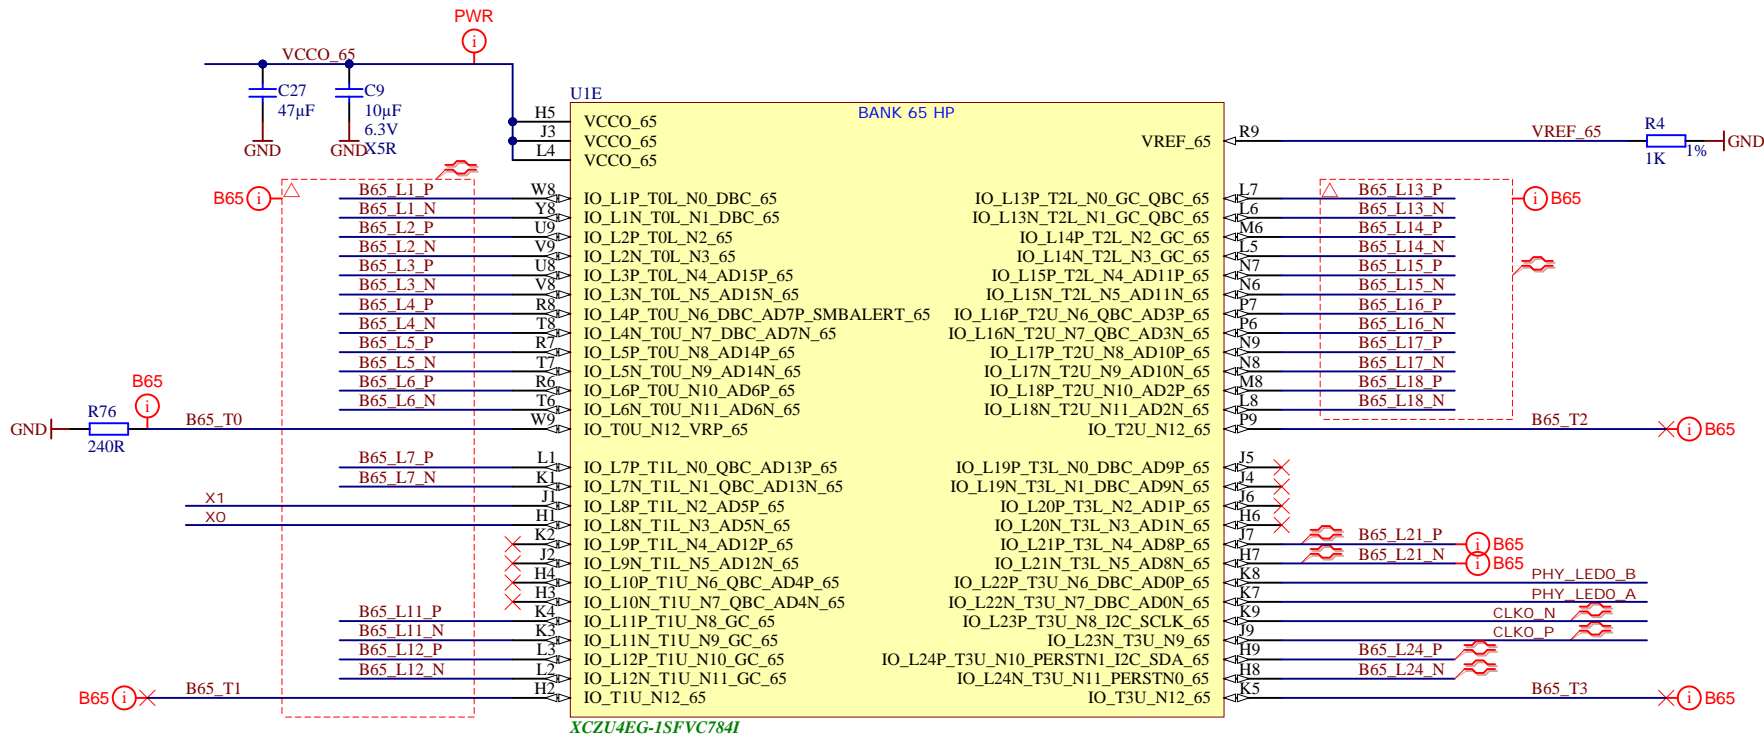 PWR
VCCO_65
C27
47µF
GND
C9
10µF
6.3V
X5R
GND
U1E
BANK 65 HP
H5 VCCO_65
J3 VCCO_65
L4 VCCO_65
VREF_65 R9 VREF_65 R4 1K 1% GND
B65 i
B65_L1_P W8 IO_L1P_T0L_N0_DBC_65
B65_L1_N Y8 IO_L1N_T0L_N1_DBC_65
B65_L2_P U9 IO_L2P_T0L_N2_65
B65_L2_N V9 IO_L2N_T0L_N3_65
B65_L3_P U8 IO_L3P_T0L_N4_AD15P_65
B65_L3_N V8 IO_L3N_T0L_N5_AD15N_65
B65_L4_P R8 IO_L4P_T0U_N6_DBC_AD7P_SMBALERT_65
B65_L4_N T8 IO_L4N_T0U_N7_DBC_AD7N_65
B65_L5_P R7 IO_L5P_T0U_N8_AD14P_65
B65_L5_N T7 IO_L5N_T0U_N9_AD14N_65
B65_L6_P R6 IO_L6P_T0U_N10_AD6P_65
B65_L6_N T6 IO_L6N_T0U_N11_AD6N_65
B65 i
GND R76 240R B65_T0 W9 IO_T0U_N12_VRP_65
B65_L7_P L1 IO_L7P_T1L_N0_QBC_AD13P_65
B65_L7_N K1 IO_L7N_T1L_N1_QBC_AD13N_65
X1 J1 IO_L8P_T1L_N2_AD5P_65
X0 H1 IO_L8N_T1L_N3_AD5N_65
K2 IO_L9P_T1L_N4_AD12P_65
J2 IO_L9N_T1L_N5_AD12N_65
H4 IO_L10P_T1U_N6_QBC_AD4P_65
H3 IO_L10N_T1U_N7_QBC_AD4N_65
B65_L11_P K4 IO_L11P_T1U_N8_GC_65
B65_L11_N K3 IO_L11N_T1U_N9_GC_65
B65_L12_P L3 IO_L12P_T1U_N10_GC_65
B65_L12_N L2 IO_L12N_T1U_N11_GC_65
B65 i B65_T1 H2 IO_T1U_N12_65
IO_L13P_T2L_N0_GC_QBC_65 L7 B65_L13_P i B65
IO_L13N_T2L_N1_GC_QBC_65 L6 B65_L13_N
IO_L14P_T2L_N2_GC_65 M6 B65_L14_P
IO_L14N_T2L_N3_GC_65 L5 B65_L14_N
IO_L15P_T2L_N4_AD11P_65 N7 B65_L15_P
IO_L15N_T2L_N5_AD11N_65 N6 B65_L15_N
IO_L16P_T2U_N6_QBC_AD3P_65 P7 B65_L16_P
IO_L16N_T2U_N7_QBC_AD3N_65 P6 B65_L16_N
IO_L17P_T2U_N8_AD10P_65 N9 B65_L17_P
IO_L17N_T2U_N9_AD10N_65 N8 B65_L17_N
IO_L18P_T2U_N10_AD2P_65 M8 B65_L18_P
IO_L18N_T2U_N11_AD2N_65 L8 B65_L18_N
IO_T2U_N12_65 P9 B65_T2 i B65
IO_L19P_T3L_N0_DBC_AD9P_65 J5
IO_L19N_T3L_N1_DBC_AD9N_65 J4
IO_L20P_T3L_N2_AD1P_65 J6
IO_L20N_T3L_N3_AD1N_65 H6
IO_L21P_T3L_N4_AD8P_65 J7 B65_L21_P i B65
IO_L21N_T3L_N5_AD8N_65 H7 B65_L21_N i B65
IO_L22P_T3U_N6_DBC_AD0P_65 K8 PHY_LED0_B
IO_L22N_T3U_N7_DBC_AD0N_65 K7 PHY_LED0_A
IO_L23P_T3U_N8_I2C_SCLK_65 K9 CLK0_N
IO_L23N_T3U_N9_65 J9 CLK0_P
IO_L24P_T3U_N10_PERSTN1_I2C_SDA_65 H9 B65_L24_P
IO_L24N_T3U_N11_PERSTN0_65 H8 B65_L24_N
IO_T3U_N12_65 K5 B65_T3 i B65
XCZU4EG-1SFVC784I